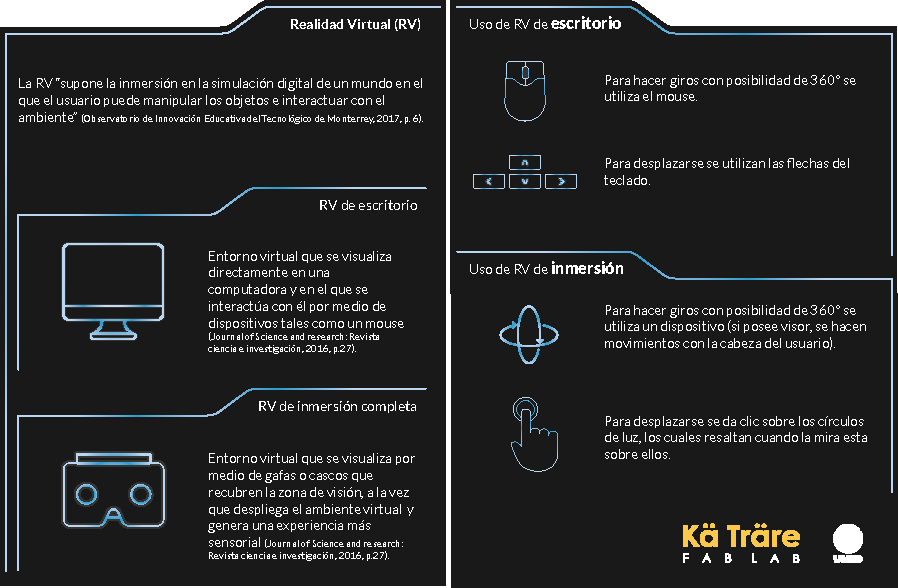 Realidad Virtual (RV)
La RV “supone la inmersión en la simulación digital de un mundo en el
que el usuario puede manipular los objetos e interactuar con el
ambiente” (Observatorio de Innovación Educativa del Tecnológico de Monterrey, 2017, p. 6).
RV de escritorio
Entorno virtual que se visualiza
directamente en una
computadora y en el que se
interactúa con él por medio de
dispositivos tales como un mouse
(Journal of Science and research: Revista
ciencia e investigación, 2016, p.27).
RV de inmersión completa
Entorno virtual que se visualiza por
medio de gafas o cascos que
recubren la zona de visión, a la vez
que despliega el ambiente virtual y
genera una experiencia más
sensorial (Journal of Science and research:
Revista ciencia e investigación, 2016, p.27).
Uso de RV de escritorio
Para hacer giros con posibilidad de 360° se
utiliza el mouse.
Para desplazarse se utilizan las flechas del
teclado.
Uso de RV de inmersión
Para hacer giros con posibilidad de 360° se
utiliza un dispositivo (si posee visor, se hacen
movimientos con la cabeza del usuario).
Para desplazarse se da clic sobre los círculos
de luz, los cuales resaltan cuando la mira esta
sobre ellos.
Kä Träre
FABLAB